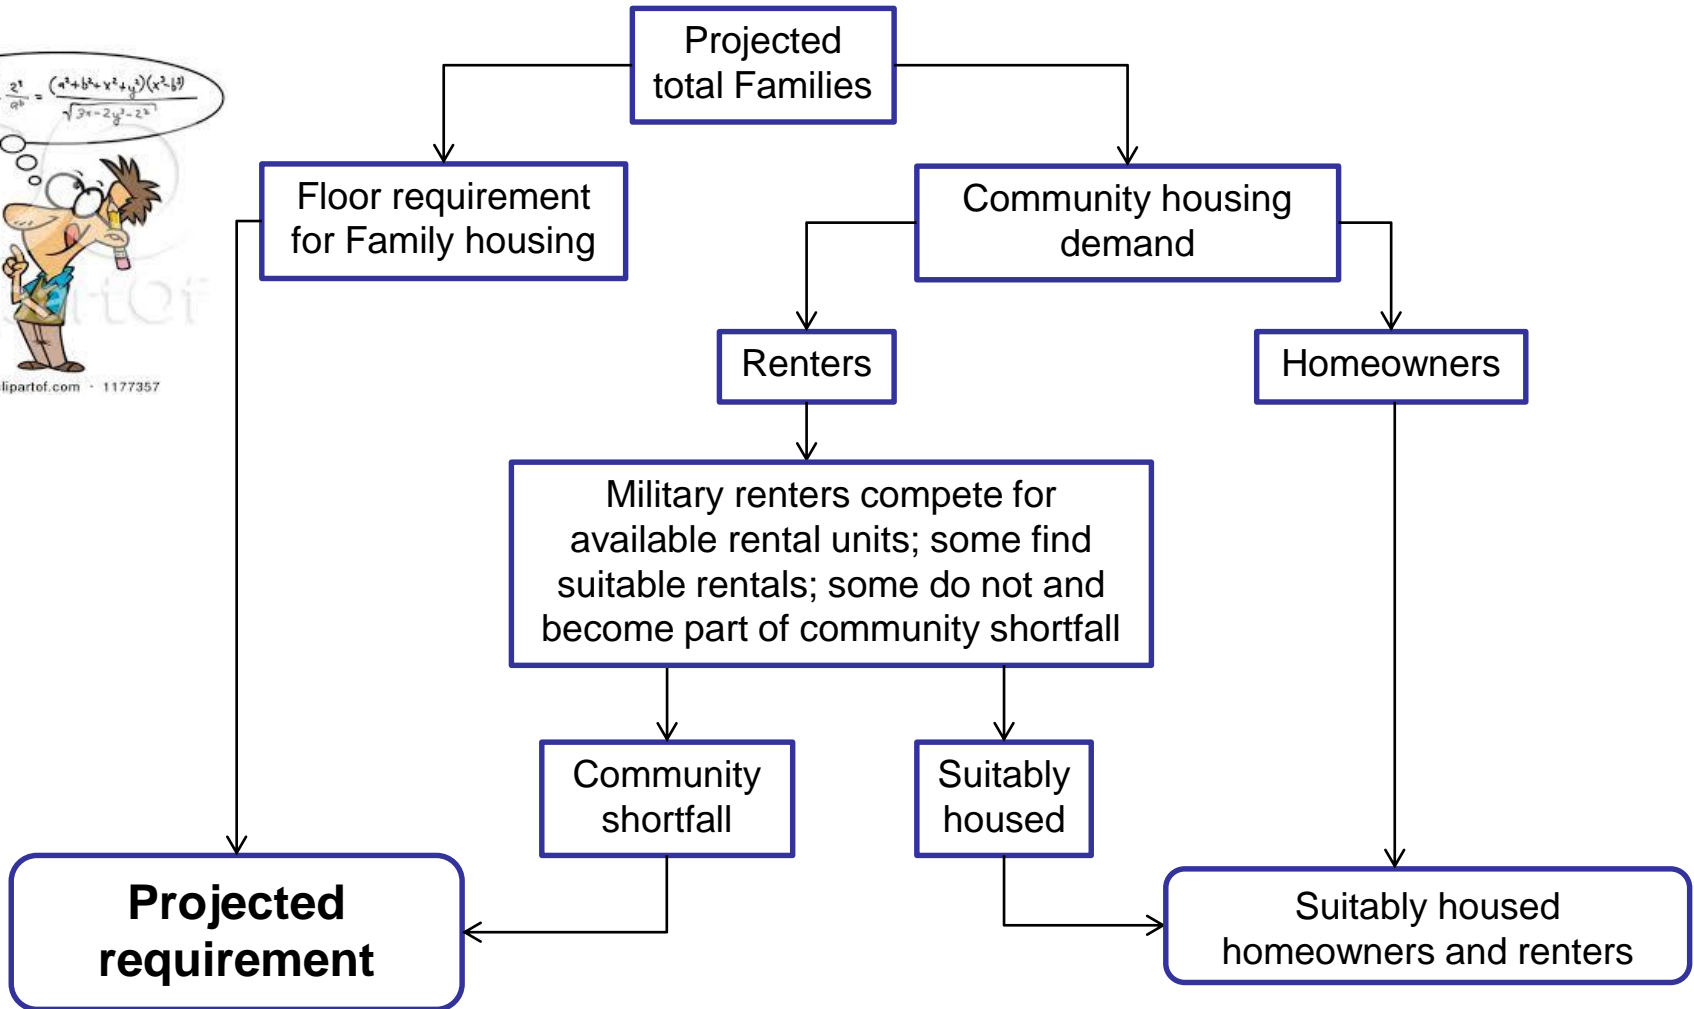 Projected
total Families
Floor requirement
for Family housing
Community housing
demand
Renters
Homeowners
Military renters compete for
available rental units; some find
suitable rentals; some do not and
become part of community shortfall
Community
shortfall
Suitably
housed
Projected
requirement
Suitably housed
homeowners and renters
lipartof.com · 1177357